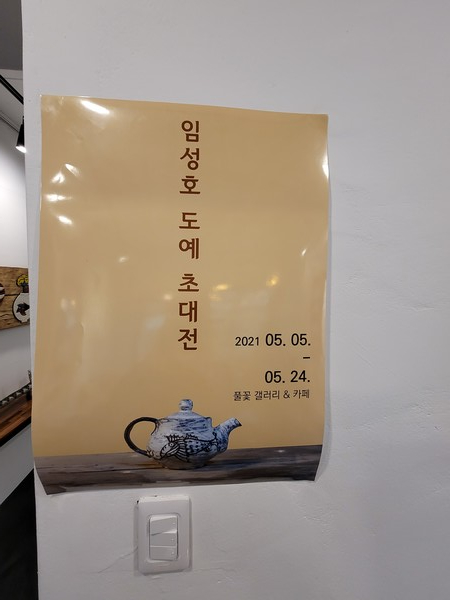 임성호 도예 초대전
2021 05. 05.
–
05. 24.
풀꽃 갤러리 & 카페